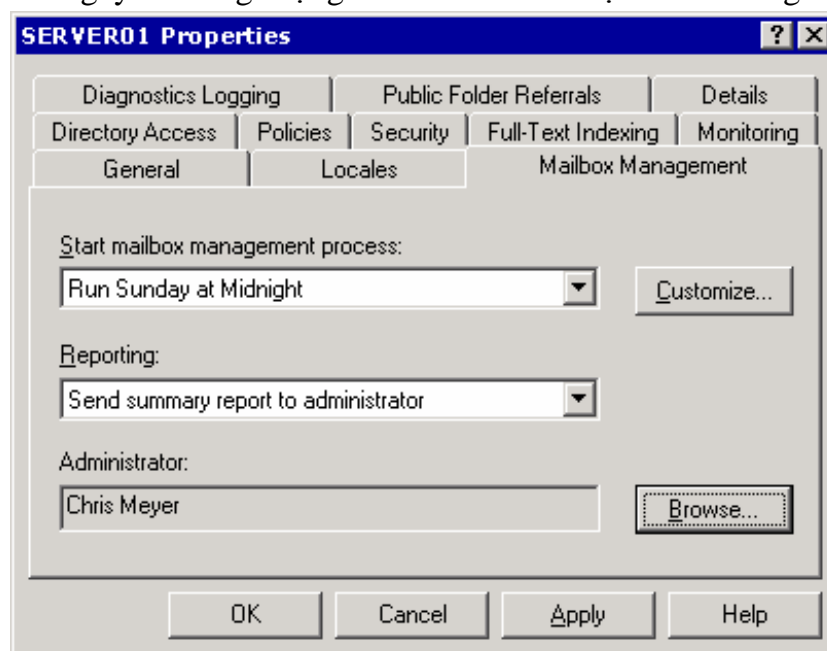 SERVER01 Properties
Diagnostics Logging Public Folder Referrals Details
Directory Access Policies Security Full-Text Indexing Monitoring
General Locales Mailbox Management
Start mailbox management process:
Run Sunday at Midnight Customize...
Reporting:
Send summary report to administrator
Administrator:
Chris Meyer Browse...
OK Cancel Apply Help